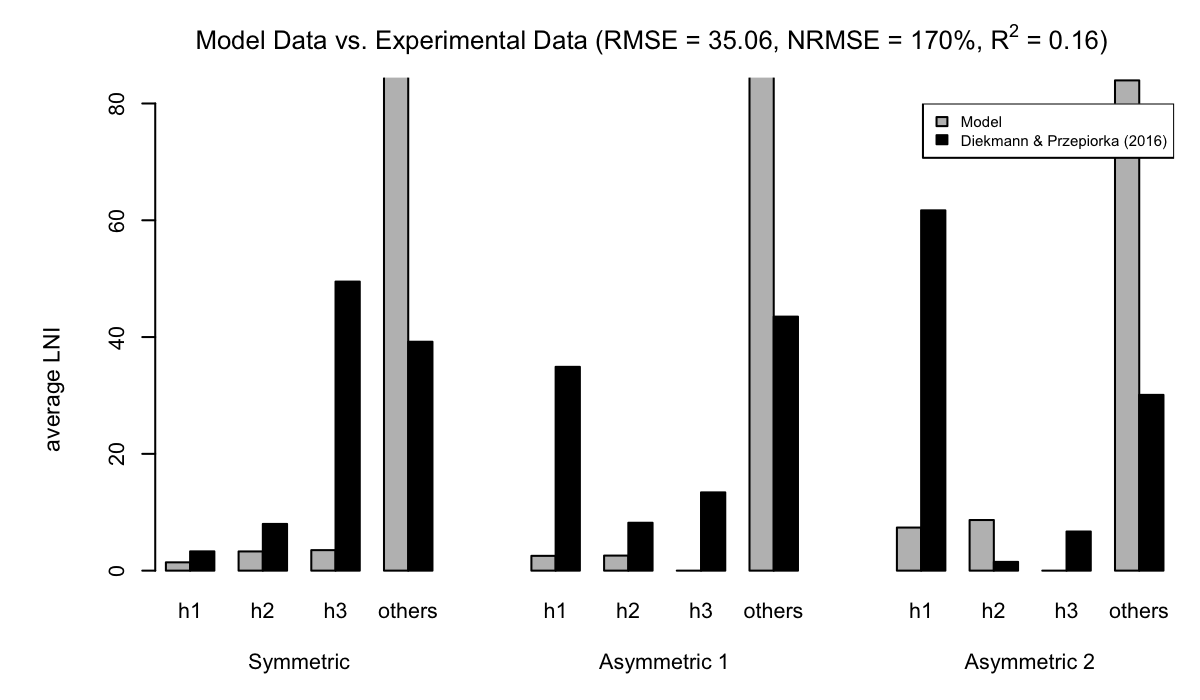 Model Data vs. Experimental Data (RMSE = 35.06, NRMSE = 170%, R² = 0.16)
80
60
40
20
0
average LNI
Model
Diekmann & Przepiorka (2016)
h1 h2 h3 others h1 h2 h3 others h1 h2 h3 others
Symmetric Asymmetric 1 Asymmetric 2